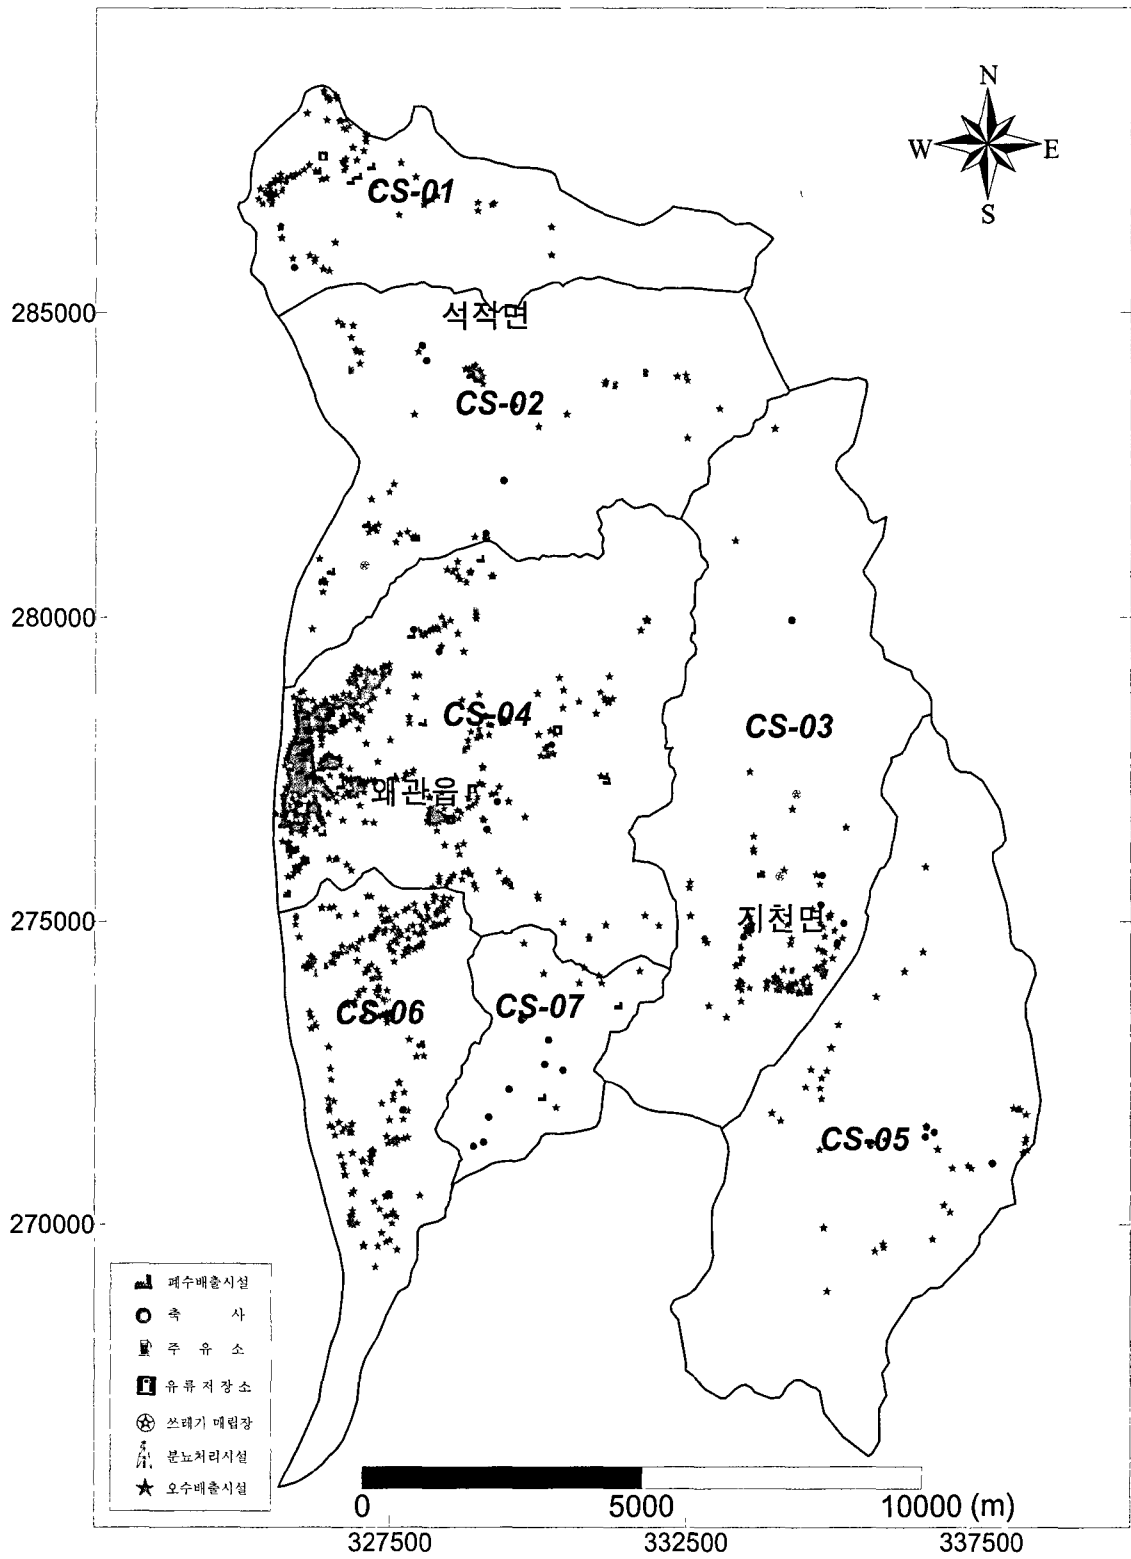 N
W E
S
CS-01
285000
석적면
CS-02
280000
CS-04
CS-03
왜관읍
275000
지천면
CS-06
CS-07
CS-05
270000
폐수배출시설
축 사
주 유 소
유류저장소
쓰레기 매립장
분뇨처리시설
오수배출시설
0 5000 10000 (m)
327500 332500 337500